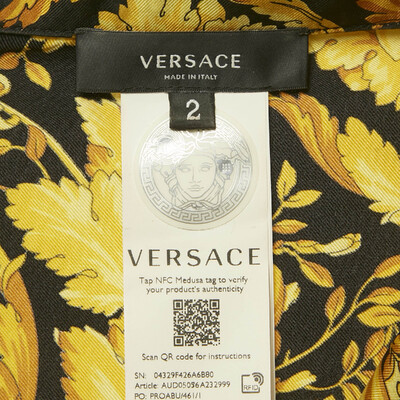 VERSACE
MADE IN ITALY
2
VERSACE
Tap NFC Medusa tag to verify
your product's authenticity
Scan QR code for instructions
SN: 04329F426A6B80
Article: AUD05056A232999
PO: PROABU/461/1
RFID